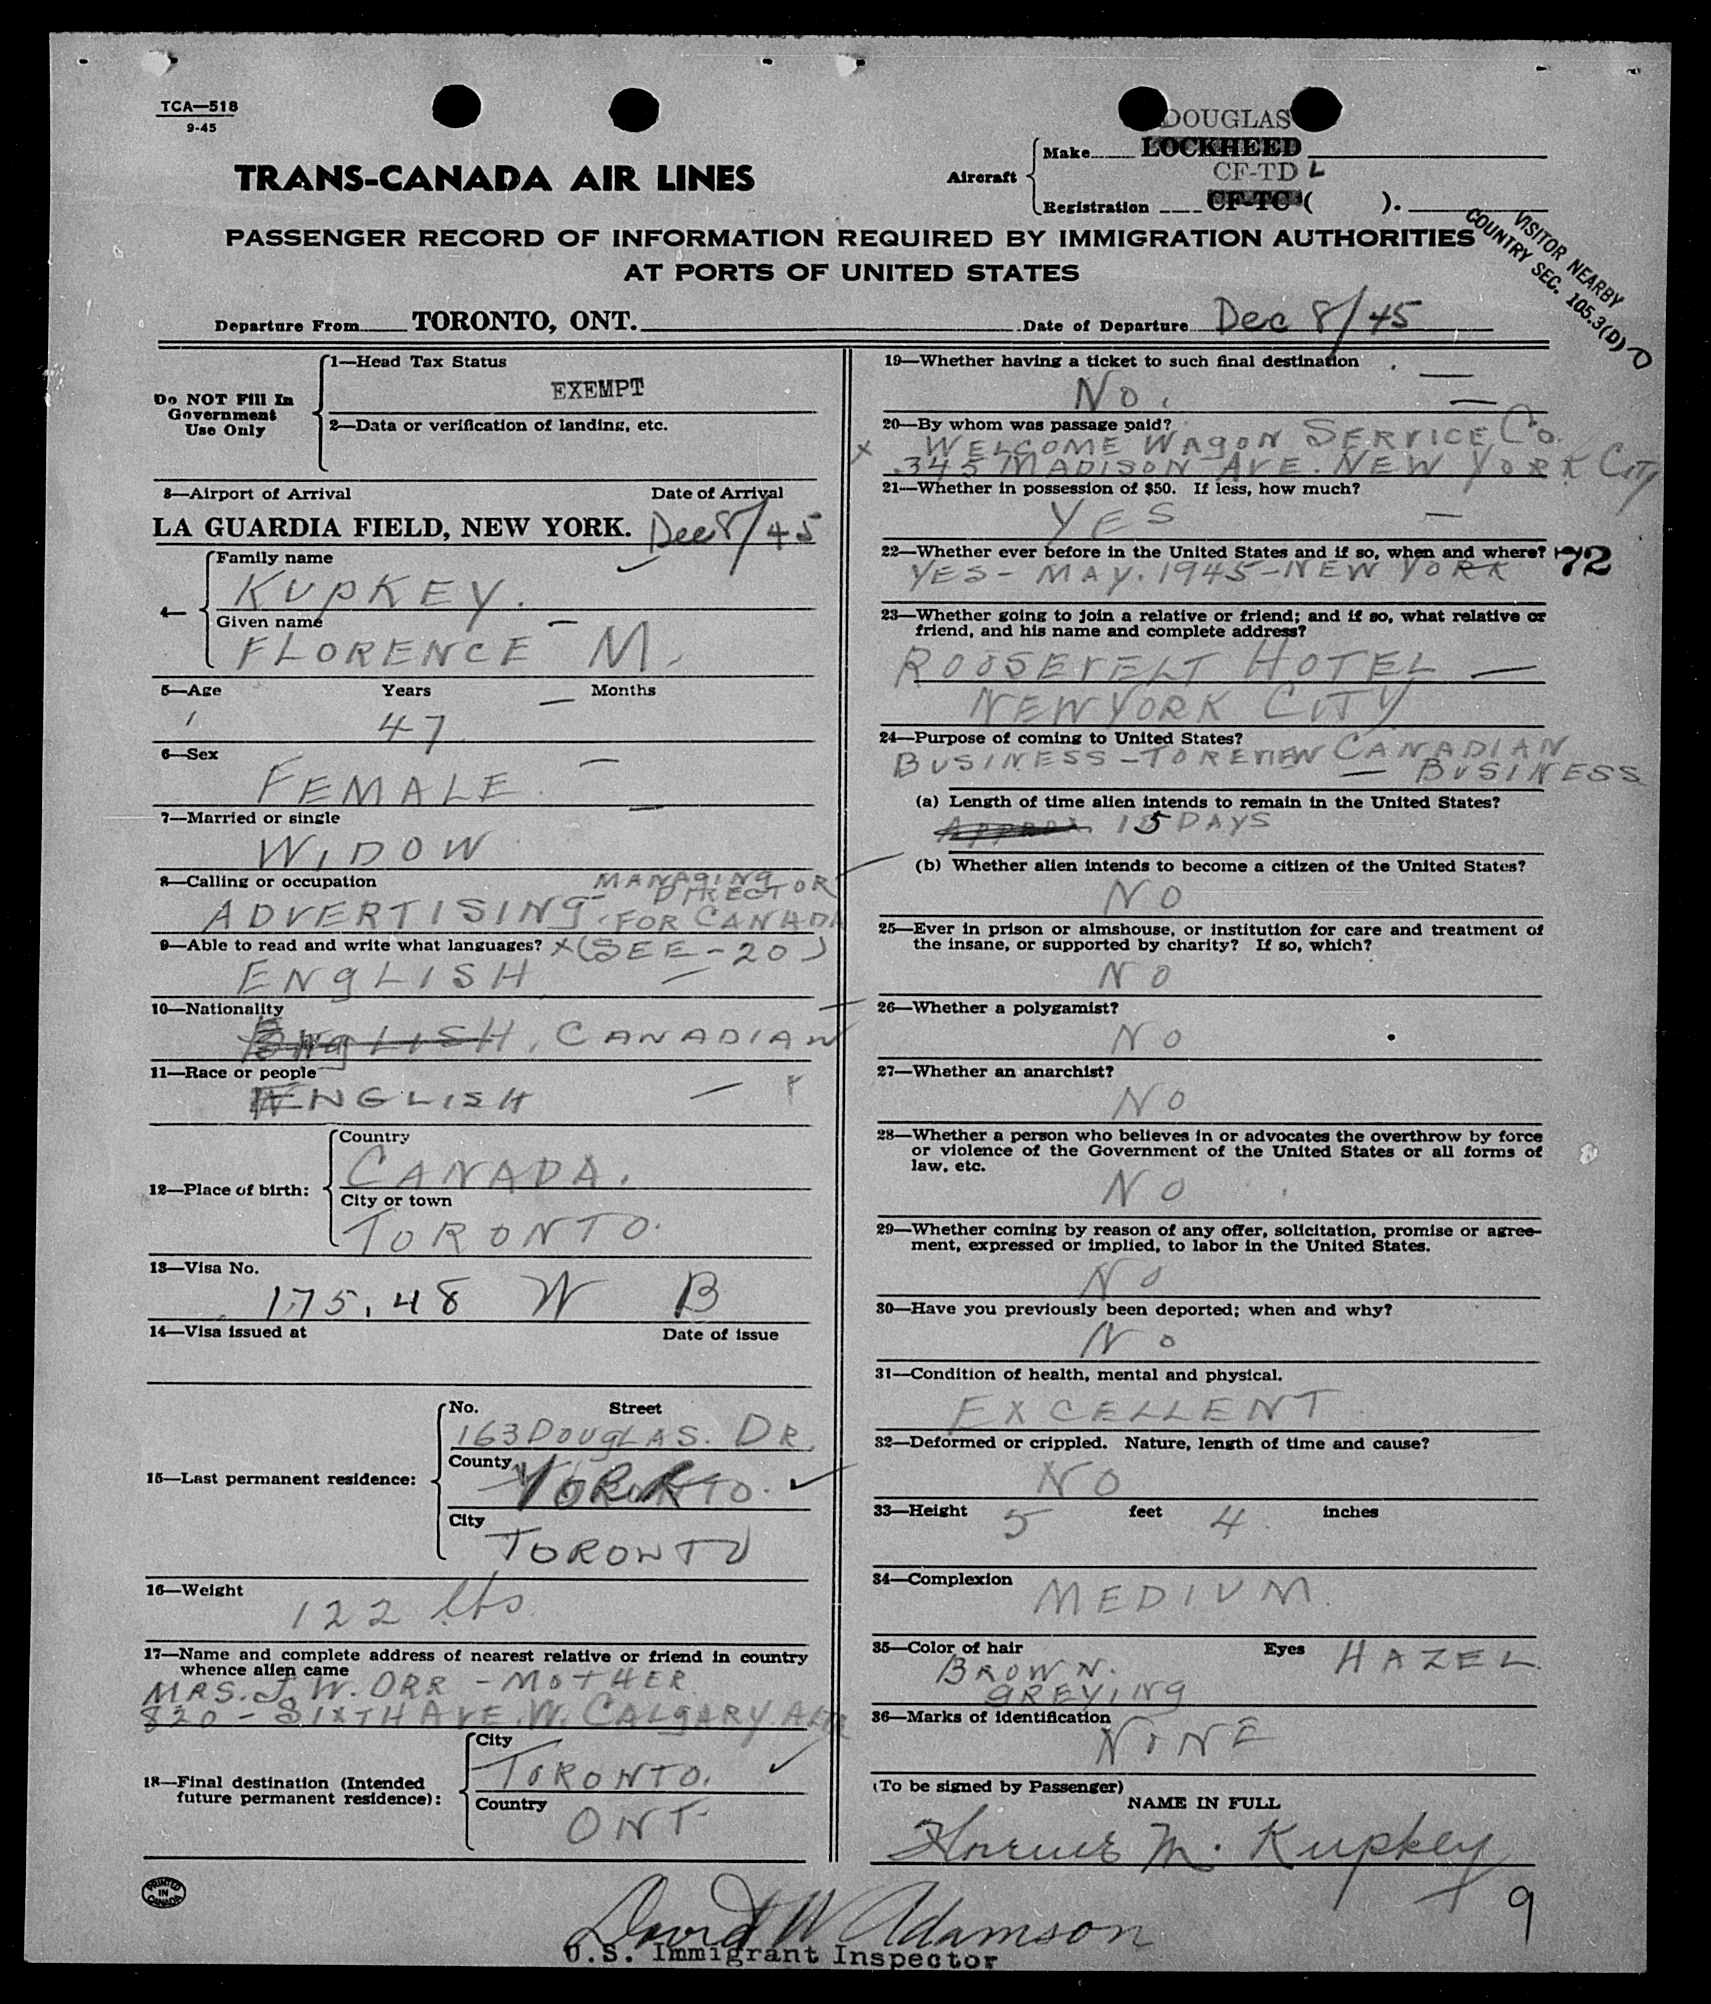 TCA—518
9-45
TRANS-CANADA AIR LINES
DOUGLAS
Aircraft
Make LOCKHEED
CF-TD L
Registration CF-TC ( ).
PASSENGER RECORD OF INFORMATION REQUIRED BY IMMIGRATION AUTHORITIES
AT PORTS OF UNITED STATES
VISITOR NEARBY
COUNTRY SEC. 105.3(D)
Departure From TORONTO, ONT. Date of Departure Dec 8/45
Do NOT Fill In
Government
Use Only
1—Head Tax Status
EXEMPT
2—Data or verification of landing, etc.
3—Airport of Arrival Date of Arrival
LA GUARDIA FIELD, NEW YORK. Dec 8/45
4—
Family name
KUPKEY.
Given name
FLORENCE M.
5—Age Years Months
47
6—Sex
FEMALE
7—Married or single
WIDOW
8—Calling or occupation
MANAGING
DIRECTOR
ADVERTISING - FOR CANADA
9—Able to read and write what languages? X (SEE - 20)
ENGLISH
10—Nationality
ENGLISH, CANADIAN
11—Race or people
ENGLISH
12—Place of birth:
Country
CANADA.
City or town
TORONTO.
13—Visa No.
175.48 W B
14—Visa issued at Date of issue
15—Last permanent residence:
No. Street
163 DOUGLAS. DR.
County
YORK
City
TORONTO
16—Weight
122 lbs
17—Name and complete address of nearest relative or friend in country
whence alien came
MRS. J. W. ORR - MOTHER
820 - SIXTH AVE. W. CALGARY. ALTA
18—Final destination (Intended
future permanent residence):
City
TORONTO.
Country
ONT.
PRINTED
IN
CANADA
19—Whether having a ticket to such final destination
NO.
20—By whom was passage paid?
X WELCOME WAGON SERVICE Co.
345 MADISON AVE. NEW YORK CITY
21—Whether in possession of $50. If less, how much?
YES
22—Whether ever before in the United States and if so, when and where?
72
YES - MAY. 1945 - NEW YORK
23—Whether going to join a relative or friend; and if so, what relative or
friend, and his name and complete address?
ROOSEVELT HOTEL
NEW YORK CITY
24—Purpose of coming to United States?
BUSINESS - TO REVIEW CANADIAN
BUSINESS
(a) Length of time alien intends to remain in the United States?
APPROX. 15 DAYS
(b) Whether alien intends to become a citizen of the United States?
NO
25—Ever in prison or almshouse, or institution for care and treatment of
the insane, or supported by charity? If so, which?
NO
26—Whether a polygamist?
NO
27—Whether an anarchist?
NO
28—Whether a person who believes in or advocates the overthrow by force
or violence of the Government of the United States or all forms of
law, etc.
NO
29—Whether coming by reason of any offer, solicitation, promise or agree-
ment, expressed or implied, to labor in the United States.
NO
30—Have you previously been deported; when and why?
NO
31—Condition of health, mental and physical.
EXCELLENT
32—Deformed or crippled. Nature, length of time and cause?
NO
33—Height 5 feet 4 inches
34—Complexion MEDIUM
35—Color of hair Eyes HAZEL
BROWN.
GREYING
36—Marks of identification
NONE
(To be signed by Passenger)
NAME IN FULL
Florence M. Kupkey
9
David W Adamson
U.S. Immigrant Inspector